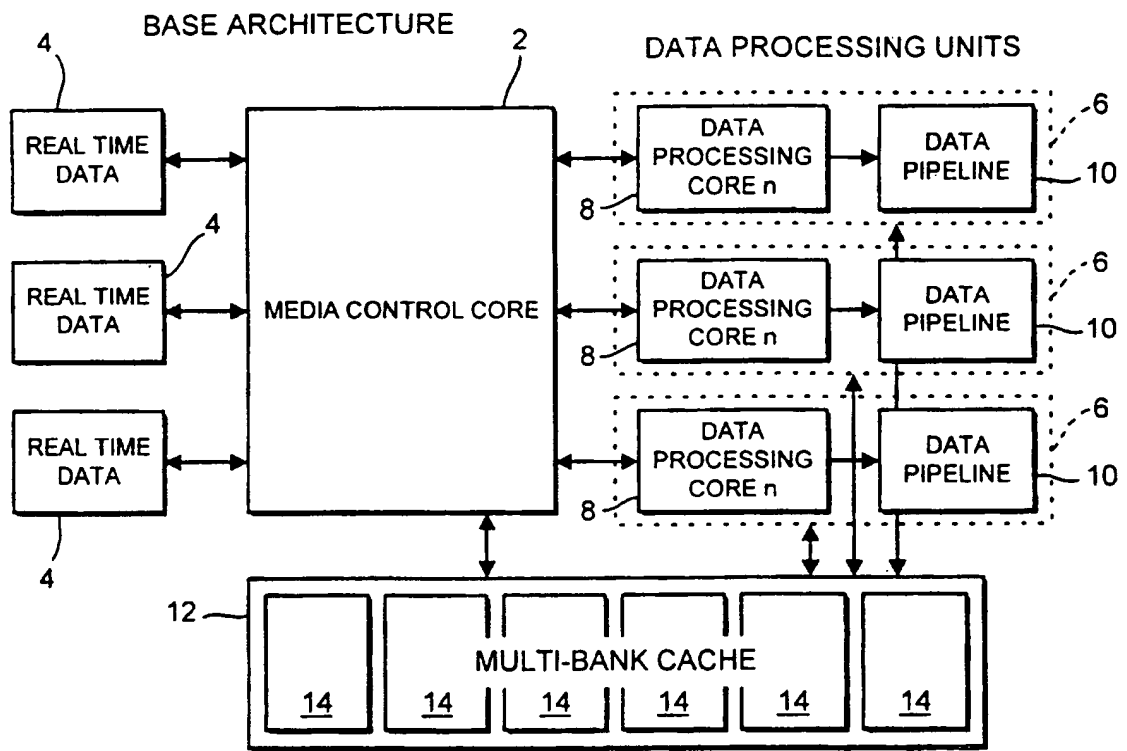 BASE ARCHITECTURE
DATA PROCESSING UNITS
4
2
REAL TIME
DATA
DATA
PROCESSING
CORE n
DATA
PIPELINE
6
8
10
4
REAL TIME
DATA
MEDIA CONTROL CORE
DATA
PROCESSING
CORE n
DATA
PIPELINE
6
8
10
REAL TIME
DATA
DATA
PROCESSING
CORE n
DATA
PIPELINE
6
8
10
4
12
MULTI-BANK CACHE
14 14 14 14 14 14